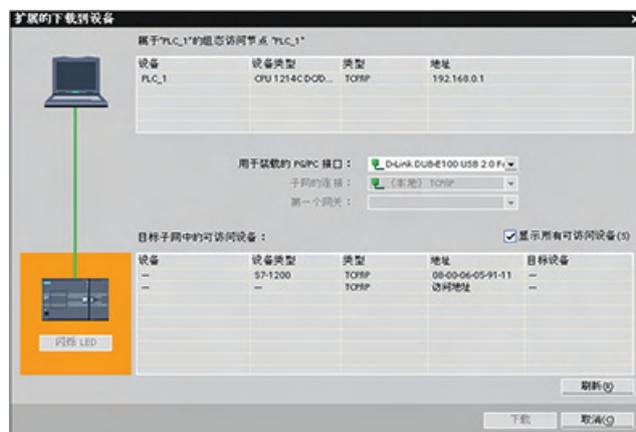 扩展的下载到设备
属于"PLC_1"的组态访问节点 "PLC_1"
设备 设备类型 类型 地址
PLC_1 CPU 1214C DC/D... TCP/IP 192.168.0.1
用于装载的 PG/PC 接口：
D-Link DUB-E100 USB 2.0 Fa
子网的连接：
(本地) TCP/IP
第一个网关：
目标子网中的可访问设备：
显示所有可访问设备(S)
设备 设备类型 类型 地址 目标设备
— S7-1200 TCP/IP 08-00-06-05-91-11 —
— — TCP/IP 访问地址 —
闪烁 LED
刷新(R)
下载 取消(C)